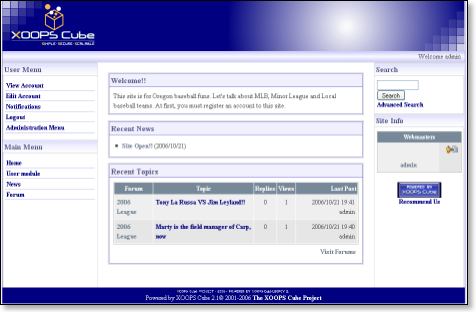 XOOPS Cube
SIMPLE SECURE SCALABLE
Welcome admin
User Menu
View Account
Edit Account
Notifications
Logout
Administration Menu
Main Menu
Home
User module
News
Forum
Welcome!!
This site is for Oregon baseball funs. Let's talk about MLB, Minor League and Local
baseball teams. At first, you must register an account to this site.
Recent News
Site Open!! (2006/10/21)
Recent Topics
Forum Topic Replies Views Last Post
2006 League Tony La Russa VS Jim Leyland!! 0 1 2006/10/21 19:41 admin
2006 League Marty is the field manager of Carp, now 0 1 2006/10/21 19:40 admin
Visit Forums
Search
Search
Advanced Search
Site Info
Webmasters
admin
POWERED BY
XOOPS Cube
Recommend Us
Powered by XOOPS Cube 2.1© 2001-2006 The XOOPS Cube Project